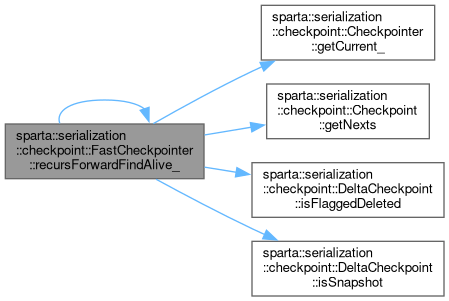 sparta::serialization
::checkpoint::FastCheckpointer
::recursForwardFindAlive_
sparta::serialization
::checkpoint::Checkpointer
::getCurrent_
sparta::serialization
::checkpoint::Checkpoint
::getNexts
sparta::serialization
::checkpoint::DeltaCheckpoint
::isFlaggedDeleted
sparta::serialization
::checkpoint::DeltaCheckpoint
::isSnapshot